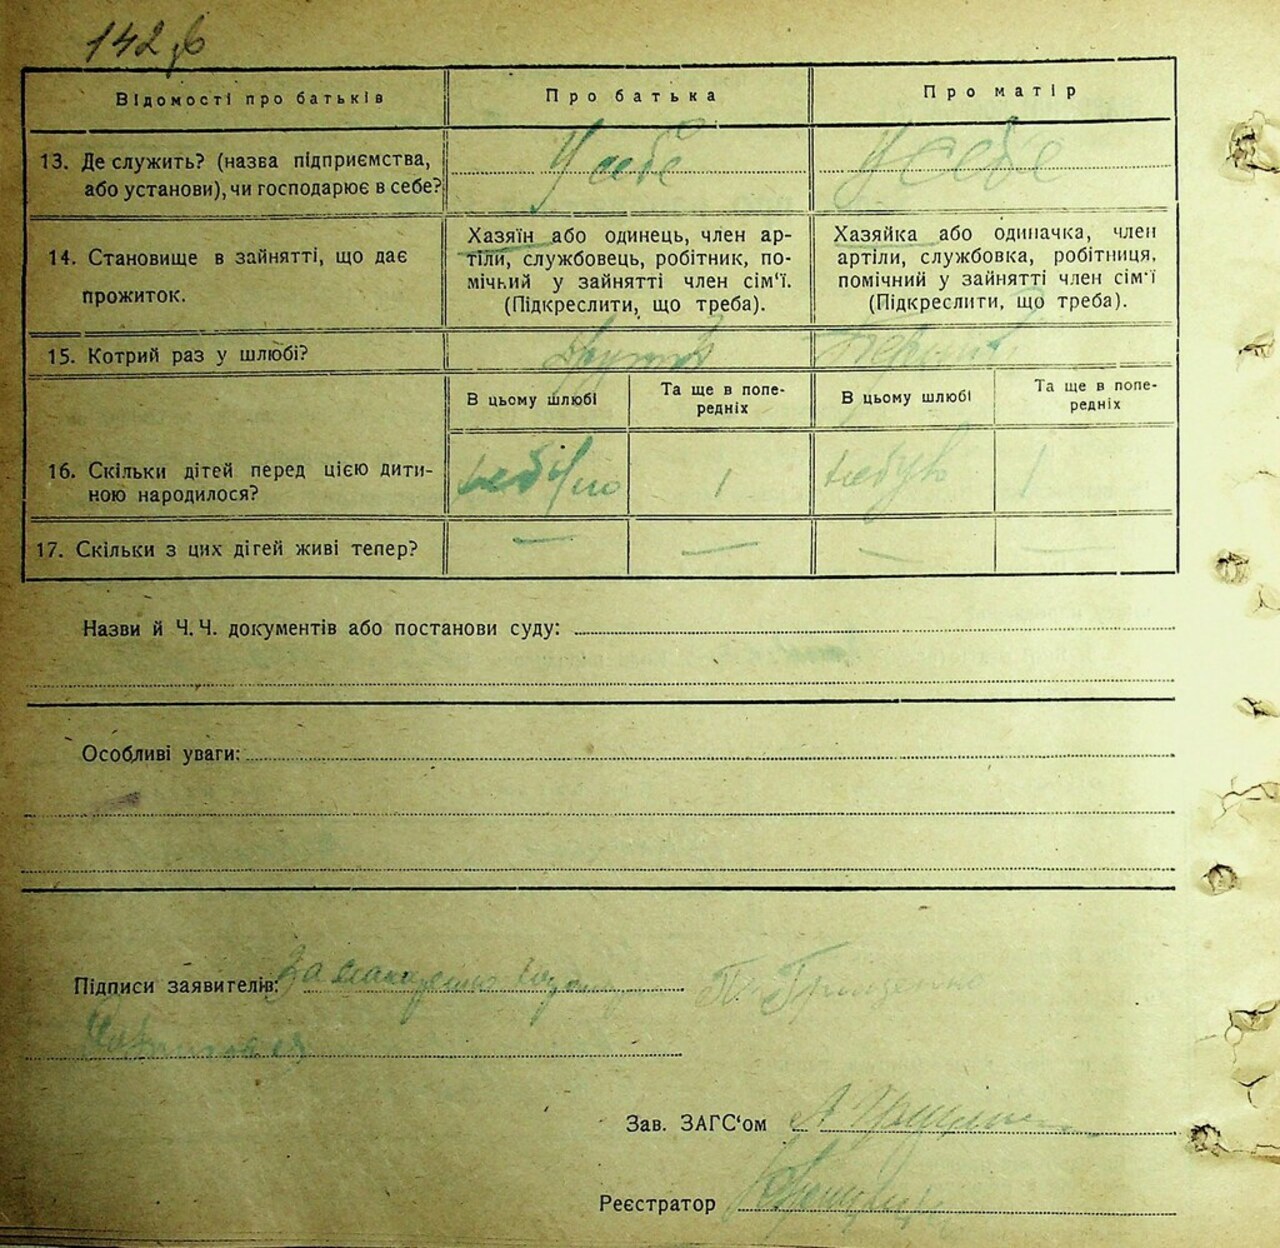 142
Відомості про батьків
Про батька
Про матір
13. Де служить? (назва підприємства, або установи), чи господарює в себе?
У себе
У себе
14. Становище в зайнятті, що дає прожиток.
Хазяїн або одинець, член ар-
тіли, службовець, робітник, по-
мічний у зайнятті член сім‘ї.
(Підкреслити, що треба).
Хазяйка або одиначка, член
артіли, службовка, робітниця,
помічний у зайнятті член сім‘ї
(Підкреслити, що треба).
15. Котрий раз у шлюбі?
Другий
Перший
В цьому шлюбі
Та ще в попе-
редніх
В цьому шлюбі
Та ще в попе-
редніх
16. Скільки дітей перед цією дити-
ною народилося?
небуло
1
1
17. Скільки з цих дітей живі тепер?
— — — —
Назви й Ч. Ч. документів або постанови суду:
Особливі уваги:
Підписи заявителів: За П. Грищенко
Зав. ЗАГС‘ом
Реєстратор